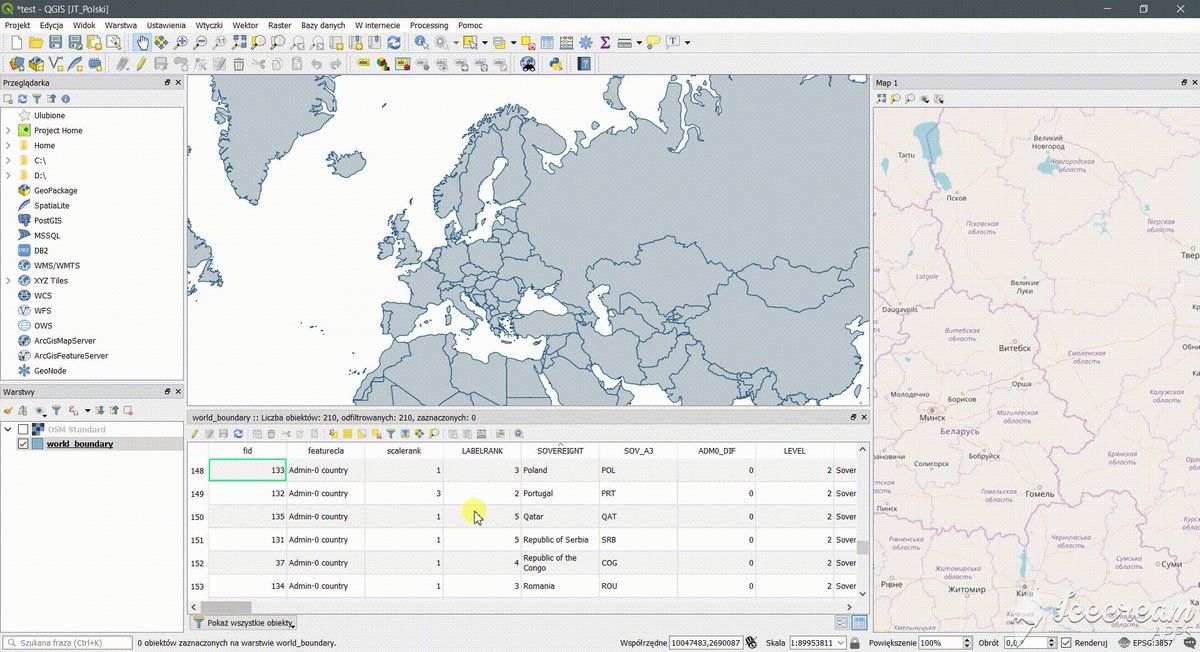 *test - QGIS [JT_Polski]
Projekt Edycja Widok Warstwa Ustawienia Wtyczki Wektor Raster Bazy danych W internecie Processing Pomoc
Przeglądarka
Ulubione
Project Home
Home
C:\
D:\
GeoPackage
SpatiaLite
PostGIS
MSSQL
DB2
WMS/WMTS
XYZ Tiles
WCS
WFS
OWS
ArcGisMapServer
ArcGisFeatureServer
GeoNode
Warstwy
OSM Standard
world_boundary
world_boundary :: Liczba obiektów: 210, odfiltrowanych: 210, zaznaczonych: 0
fid featurecla scalerank LABELRANK SOVEREIGNT SOV_A3 ADM0_DIF LEVEL
148 133 Admin-0 country 1 3 Poland POL 0 2 Sover
149 132 Admin-0 country 3 2 Portugal PRT 0 2 Sover
150 135 Admin-0 country 1 5 Qatar QAT 0 2 Sover
151 131 Admin-0 country 1 5 Republic of Serbia SRB 0 2 Sover
152 37 Admin-0 country 1 4 Republic of the Congo COG 0 2 Sover
153 134 Admin-0 country 1 3 Romania ROU 0 2 Sover
Pokaż wszystkie obiekty
Map 1
Tartu
Великий
Новгород
Новгородская
область
Псков
Псковская
область
Тверская
область
Твер
Latgale
Великие
Луки
Daugavpils
Витебская
область
Витебск
Смоленская
область
Обни
Орша
Калужская
область
Молодечно
Борисов
Минск
Могилёвская
область
Беларусь
Бобруйск
Солигорск
Брянская
область
Гомельская
область
Гомель
Пинск
Чернігівська
область
Рівненська
область
Сумська
область
Суми
Житомирська
область
Рівне
Житомир
Київ
Icecream
APPS
Szukana fraza (Ctrl+K)
0 obiektów zaznaczonych na warstwie world_boundary.
Współrzędne 10047483,2690087 Skala 1:89953811 Powiększenie 100% Obrót 0,0 Renderuj EPSG:3857